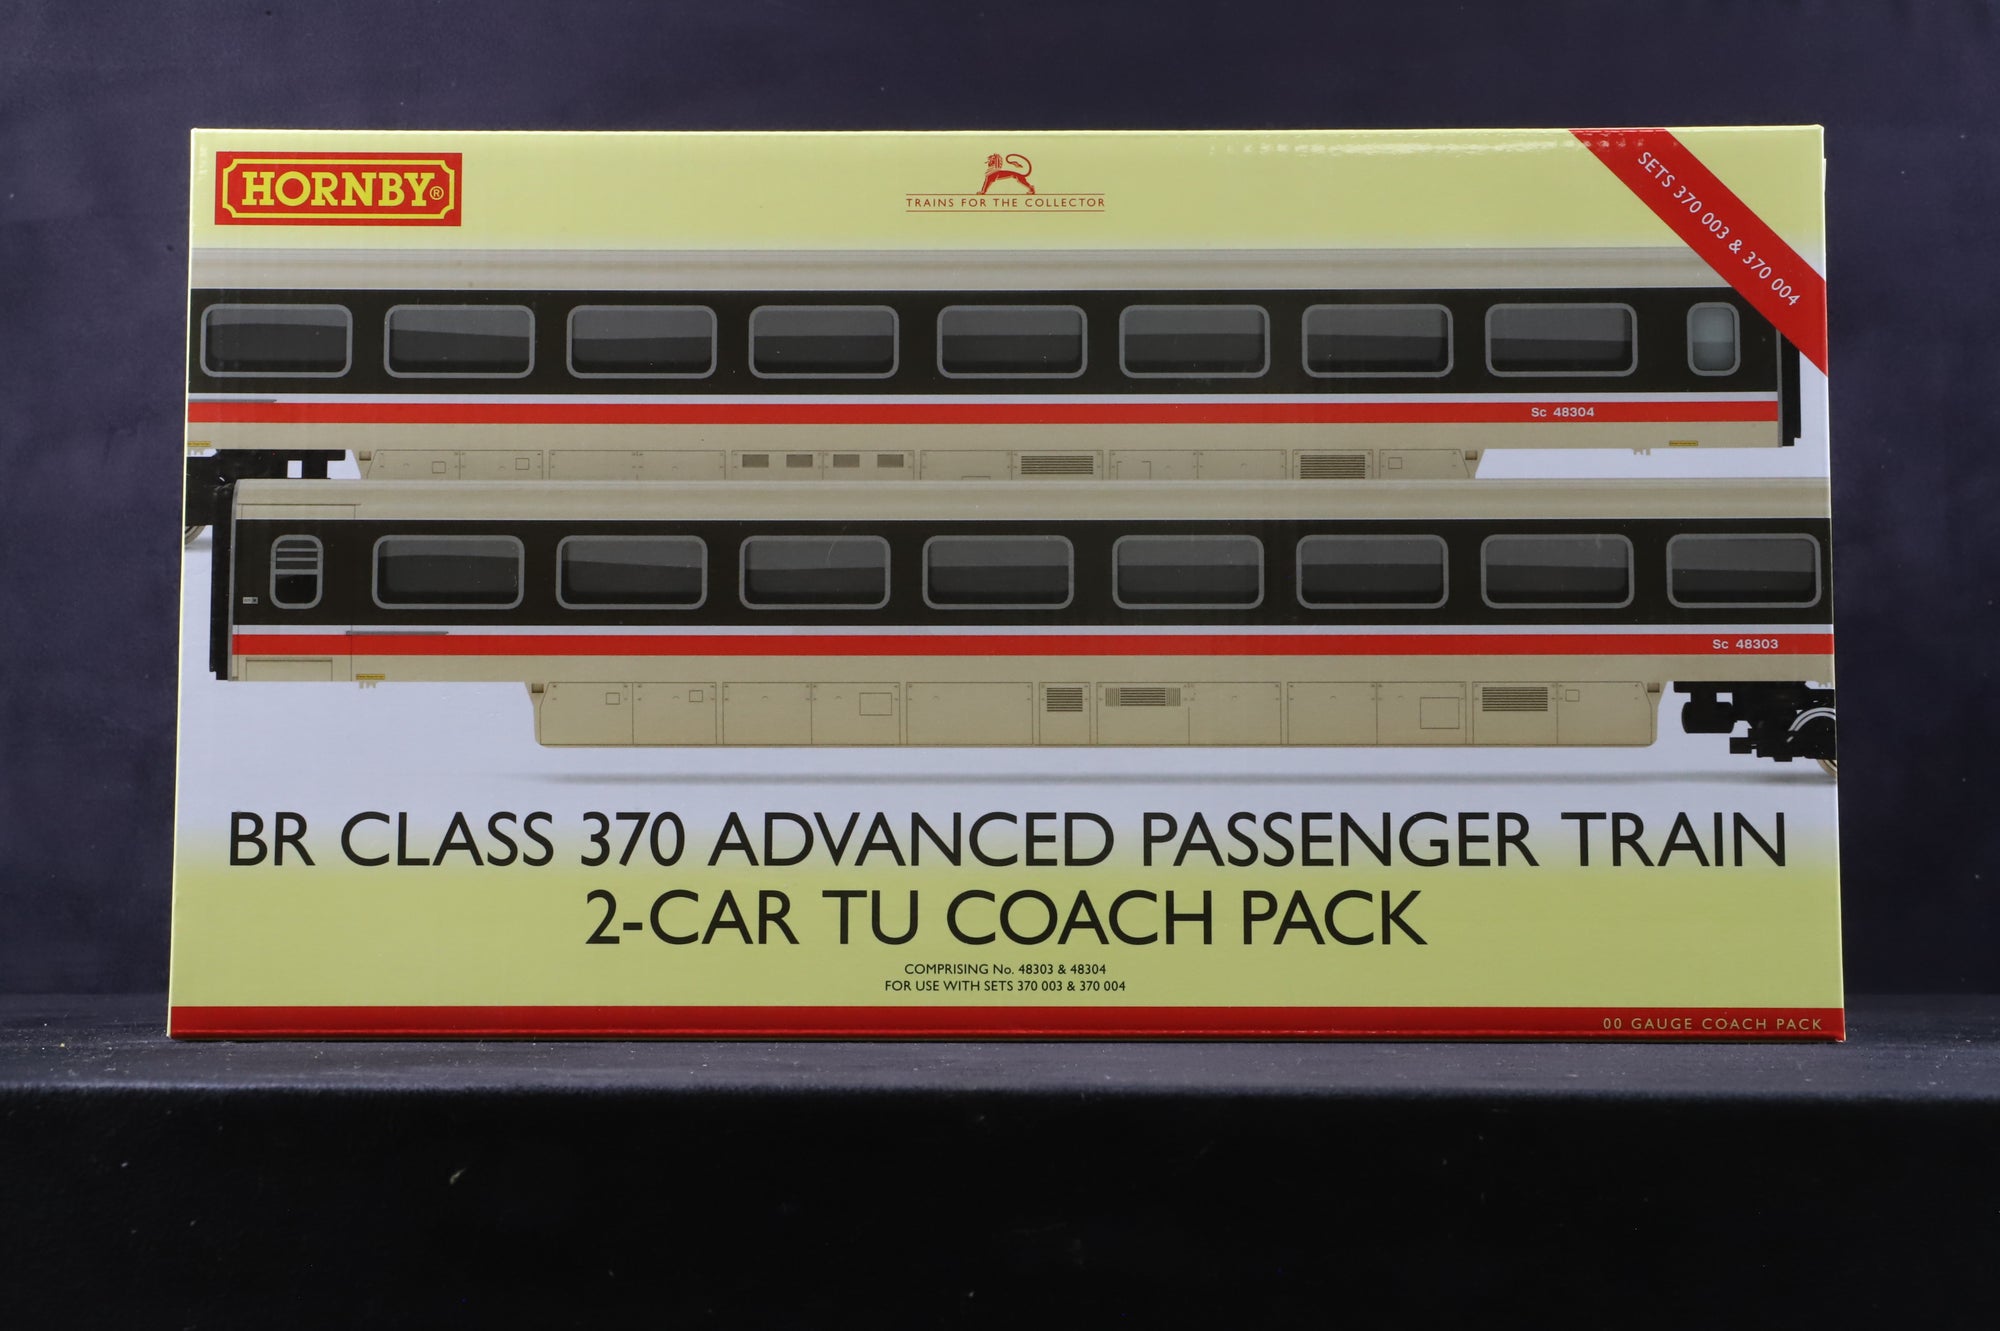 HORNBY®
TRAINS FOR THE COLLECTOR
SETS 370 003 & 370 004
Sc 48304
Sc 48303
BR CLASS 370 ADVANCED PASSENGER TRAIN
2-CAR TU COACH PACK
COMPRISING No. 48303 & 48304
FOR USE WITH SETS 370 003 & 370 004
00 GAUGE COACH PACK